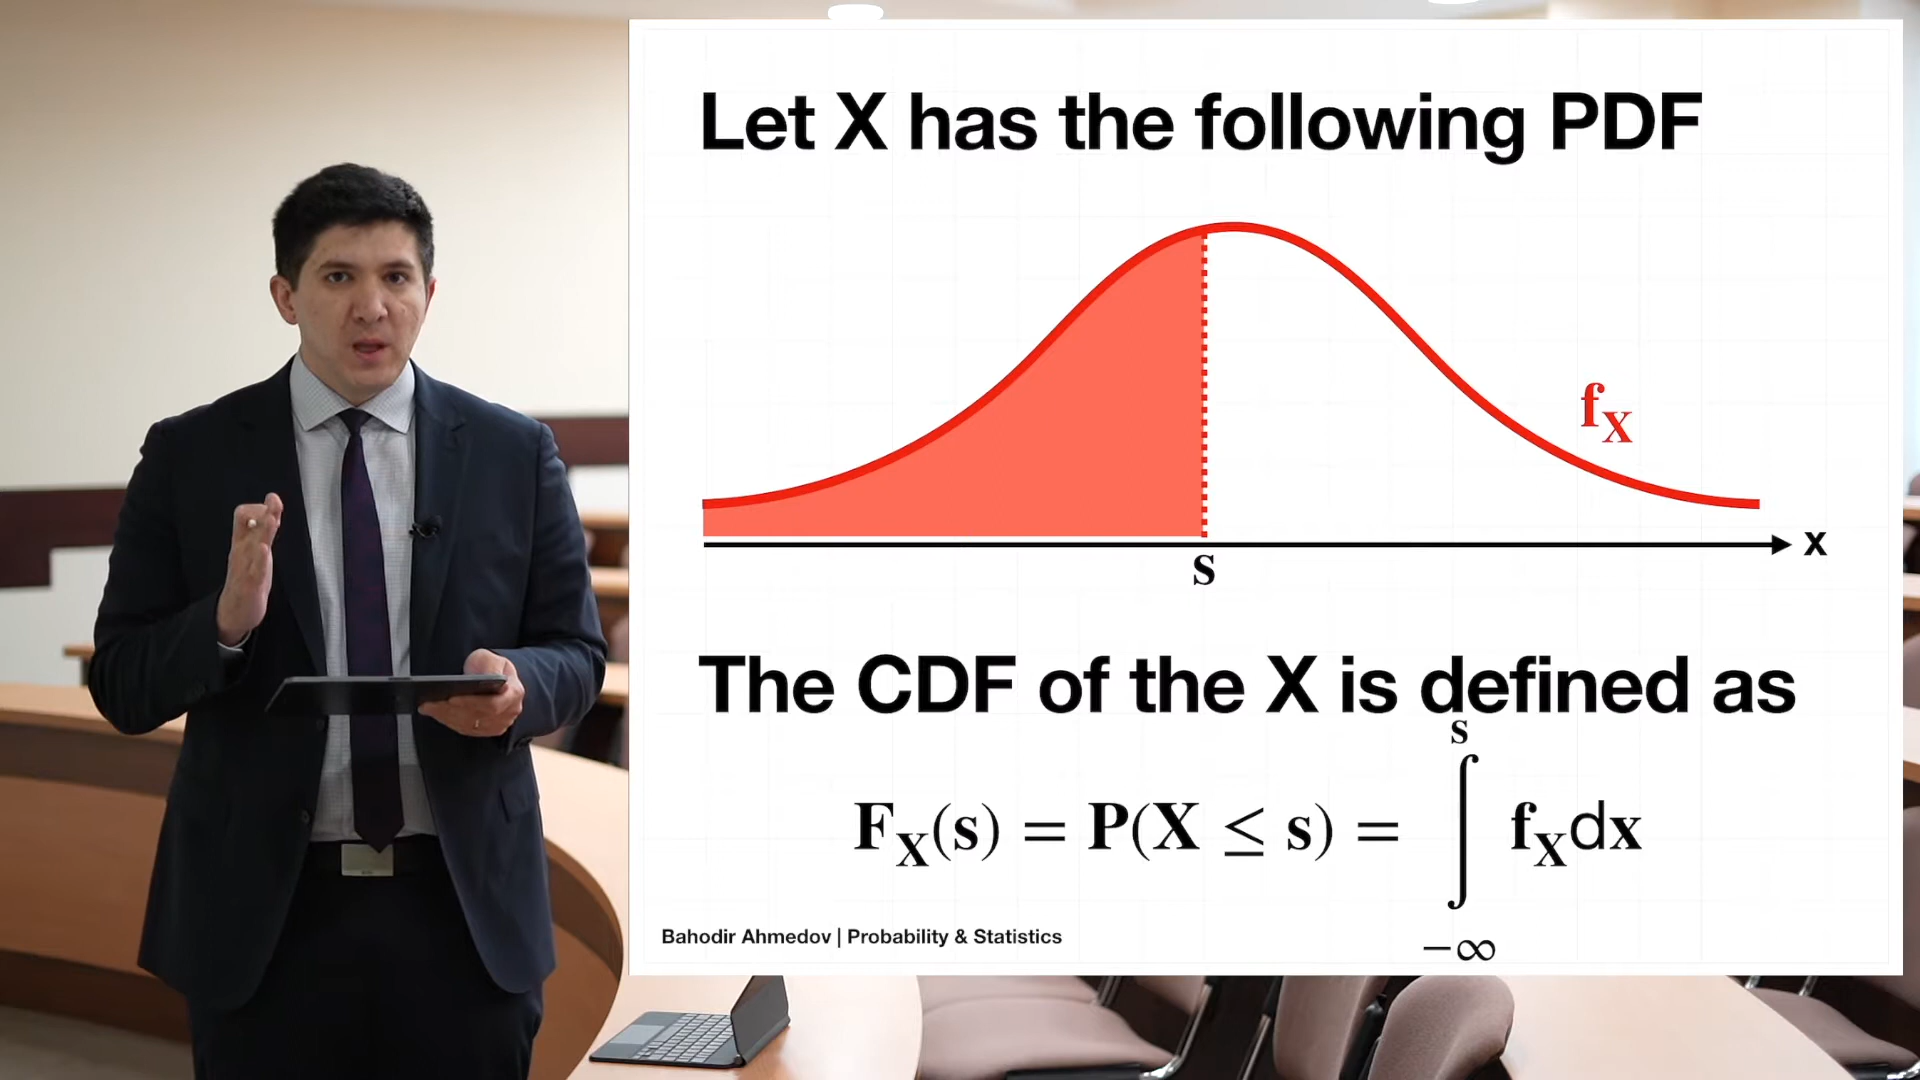 Let X has the following PDF
f_X
x
s
The CDF of the X is defined as
F_X(s) = P(X ≤ s) = ∫_{−∞}^{s} f_X dx
Bahodir Ahmedov | Probability & Statistics